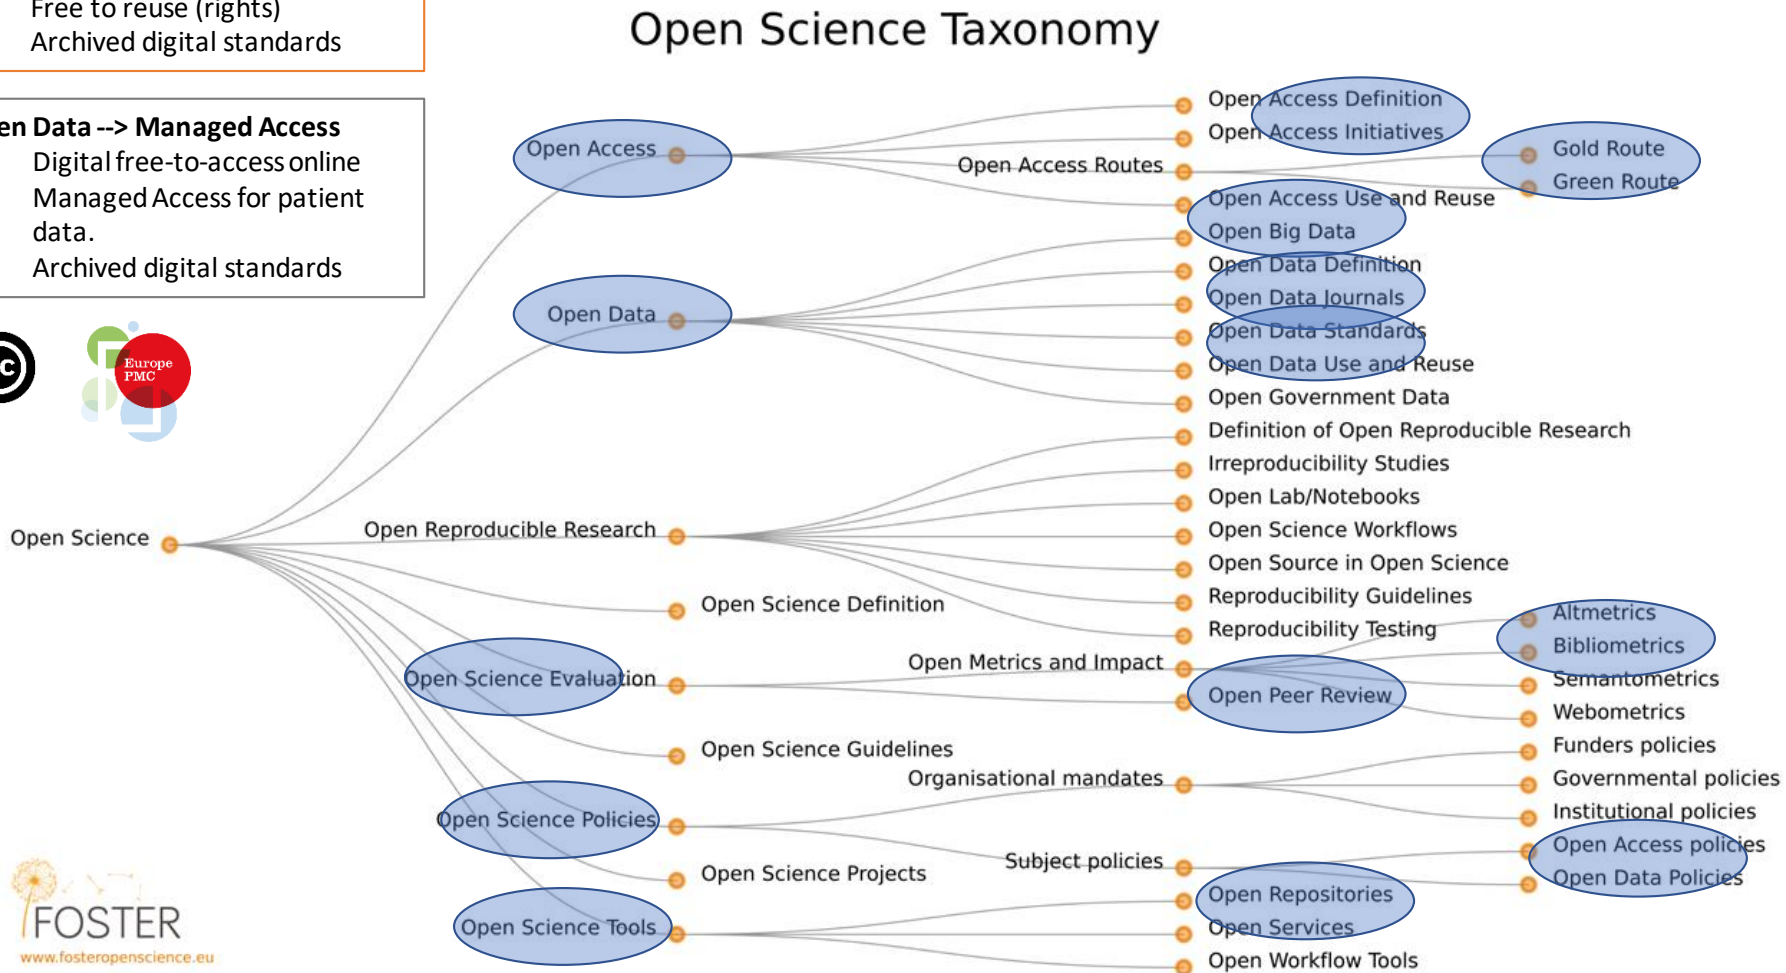 Free to reuse (rights)
Archived digital standards
Open Science Taxonomy
en Data --> Managed Access
Digital free-to-access online
Managed Access for patient
data.
Archived digital standards
Europe
PMC
Open Science
Open Access
Open Access Definition
Open Access Initiatives
Open Access Routes
Gold Route
Green Route
Open Access Use and Reuse
Open Data
Open Big Data
Open Data Definition
Open Data Journals
Open Data Standards
Open Data Use and Reuse
Open Government Data
Open Reproducible Research
Definition of Open Reproducible Research
Irreproducibility Studies
Open Lab/Notebooks
Open Science Workflows
Open Source in Open Science
Reproducibility Guidelines
Reproducibility Testing
Open Science Definition
Open Science Evaluation
Open Metrics and Impact
Altmetrics
Bibliometrics
Semantometrics
Webometrics
Open Peer Review
Open Science Guidelines
Open Science Policies
Organisational mandates
Funders policies
Governmental policies
Institutional policies
Subject policies
Open Access policies
Open Data Policies
Open Science Projects
Open Science Tools
Open Repositories
Open Services
Open Workflow Tools
FOSTER
www.fosteropenscience.eu